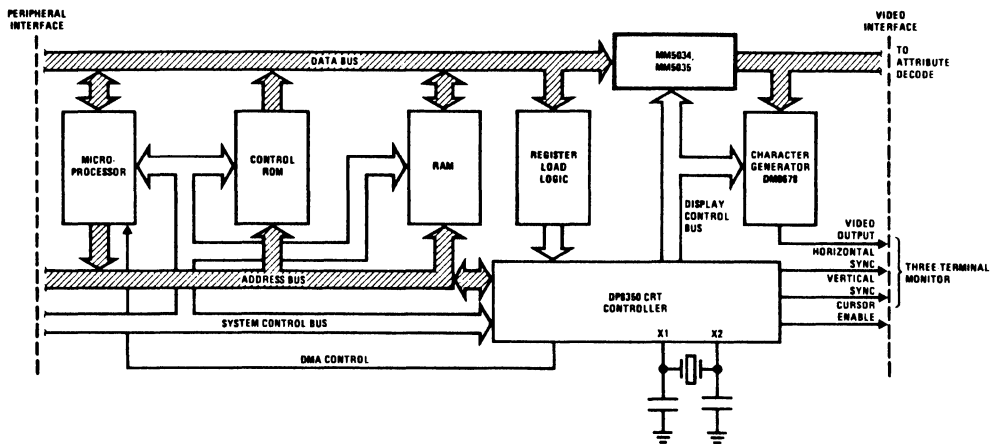 PERIPHERAL
INTERFACE
VIDEO
INTERFACE
DATA BUS
MM5034,
MM5035
TO
ATTRIBUTE
DECODE
MICRO-
PROCESSOR
CONTROL
ROM
RAM
REGISTER
LOAD
LOGIC
CHARACTER
GENERATOR
DM8678
DISPLAY
CONTROL
BUS
VIDEO
OUTPUT
HORIZONTAL
SYNC
VERTICAL
SYNC
CURSOR
ENABLE
THREE TERMINAL
MONITOR
ADDRESS BUS
DP8350 CRT
CONTROLLER
X1
X2
SYSTEM CONTROL BUS
DMA CONTROL